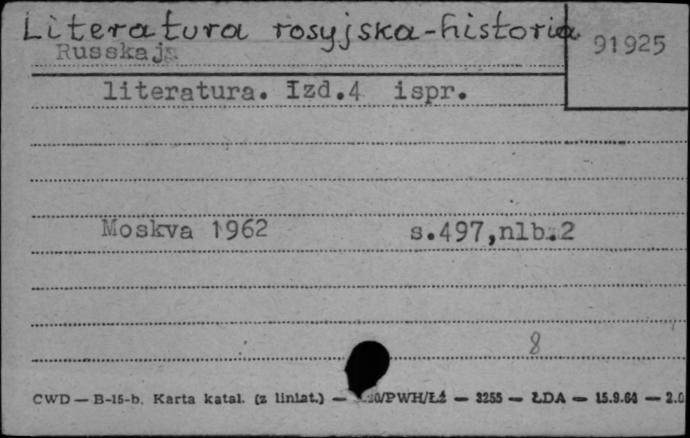 Literatura rosyjska-historia
91925
Russkaja
literatura. Izd.4 ispr.
Moskva 1962 s.497,nlb.2
8
CWD — B-15-b. Karta katal. (z liniat.) — /PWH/Łź — 3255 — ŁDA — 15.9.64 — 2.0